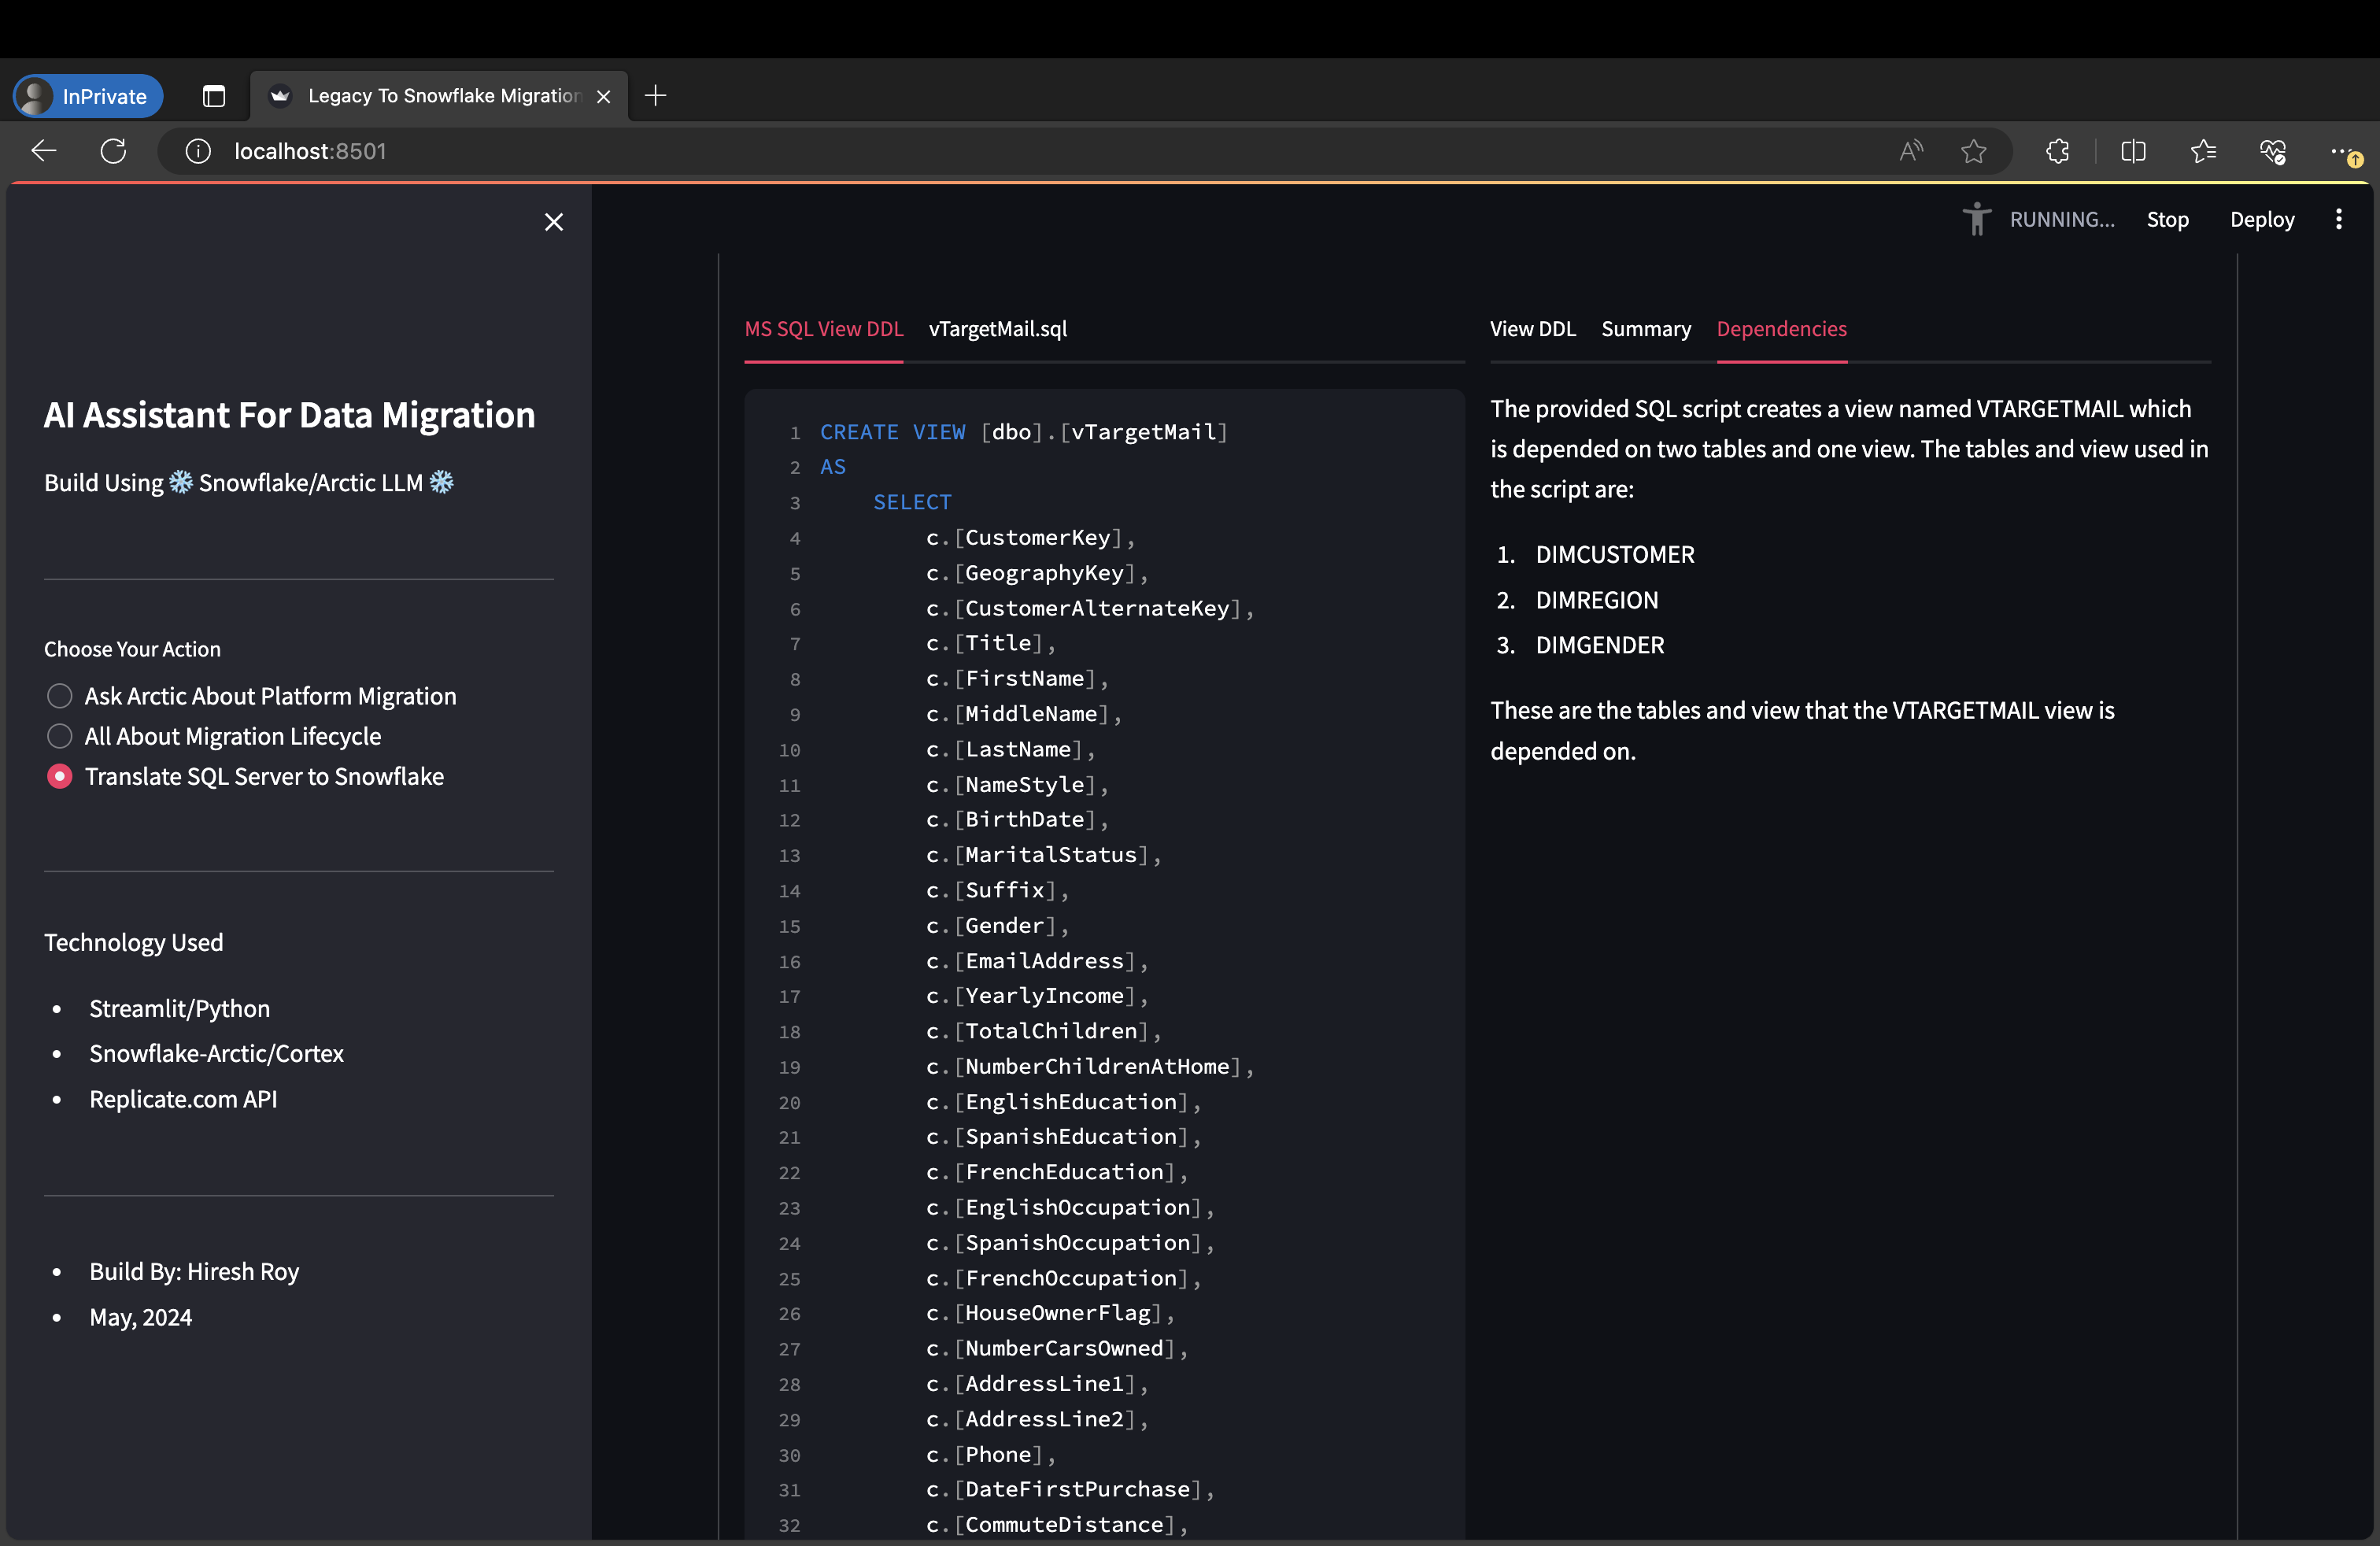 InPrivate
Legacy To Snowflake Migration
localhost:8501
RUNNING...
Stop
Deploy
AI Assistant For Data Migration
Build Using ❄️ Snowflake/Arctic LLM ❄️
Choose Your Action
Ask Arctic About Platform Migration
All About Migration Lifecycle
Translate SQL Server to Snowflake
Technology Used
• Streamlit/Python
• Snowflake-Arctic/Cortex
• Replicate.com API
• Build By: Hiresh Roy
• May, 2024
MS SQL View DDL
vTargetMail.sql
1 CREATE VIEW [dbo].[vTargetMail]
2 AS
3 SELECT
4 c.[CustomerKey],
5 c.[GeographyKey],
6 c.[CustomerAlternateKey],
7 c.[Title],
8 c.[FirstName],
9 c.[MiddleName],
10 c.[LastName],
11 c.[NameStyle],
12 c.[BirthDate],
13 c.[MaritalStatus],
14 c.[Suffix],
15 c.[Gender],
16 c.[EmailAddress],
17 c.[YearlyIncome],
18 c.[TotalChildren],
19 c.[NumberChildrenAtHome],
20 c.[EnglishEducation],
21 c.[SpanishEducation],
22 c.[FrenchEducation],
23 c.[EnglishOccupation],
24 c.[SpanishOccupation],
25 c.[FrenchOccupation],
26 c.[HouseOwnerFlag],
27 c.[NumberCarsOwned],
28 c.[AddressLine1],
29 c.[AddressLine2],
30 c.[Phone],
31 c.[DateFirstPurchase],
32 c.[CommuteDistance],
View DDL
Summary
Dependencies
The provided SQL script creates a view named VTARGETMAIL which
is depended on two tables and one view. The tables and view used in
the script are:
1. DIMCUSTOMER
2. DIMREGION
3. DIMGENDER
These are the tables and view that the VTARGETMAIL view is
depended on.